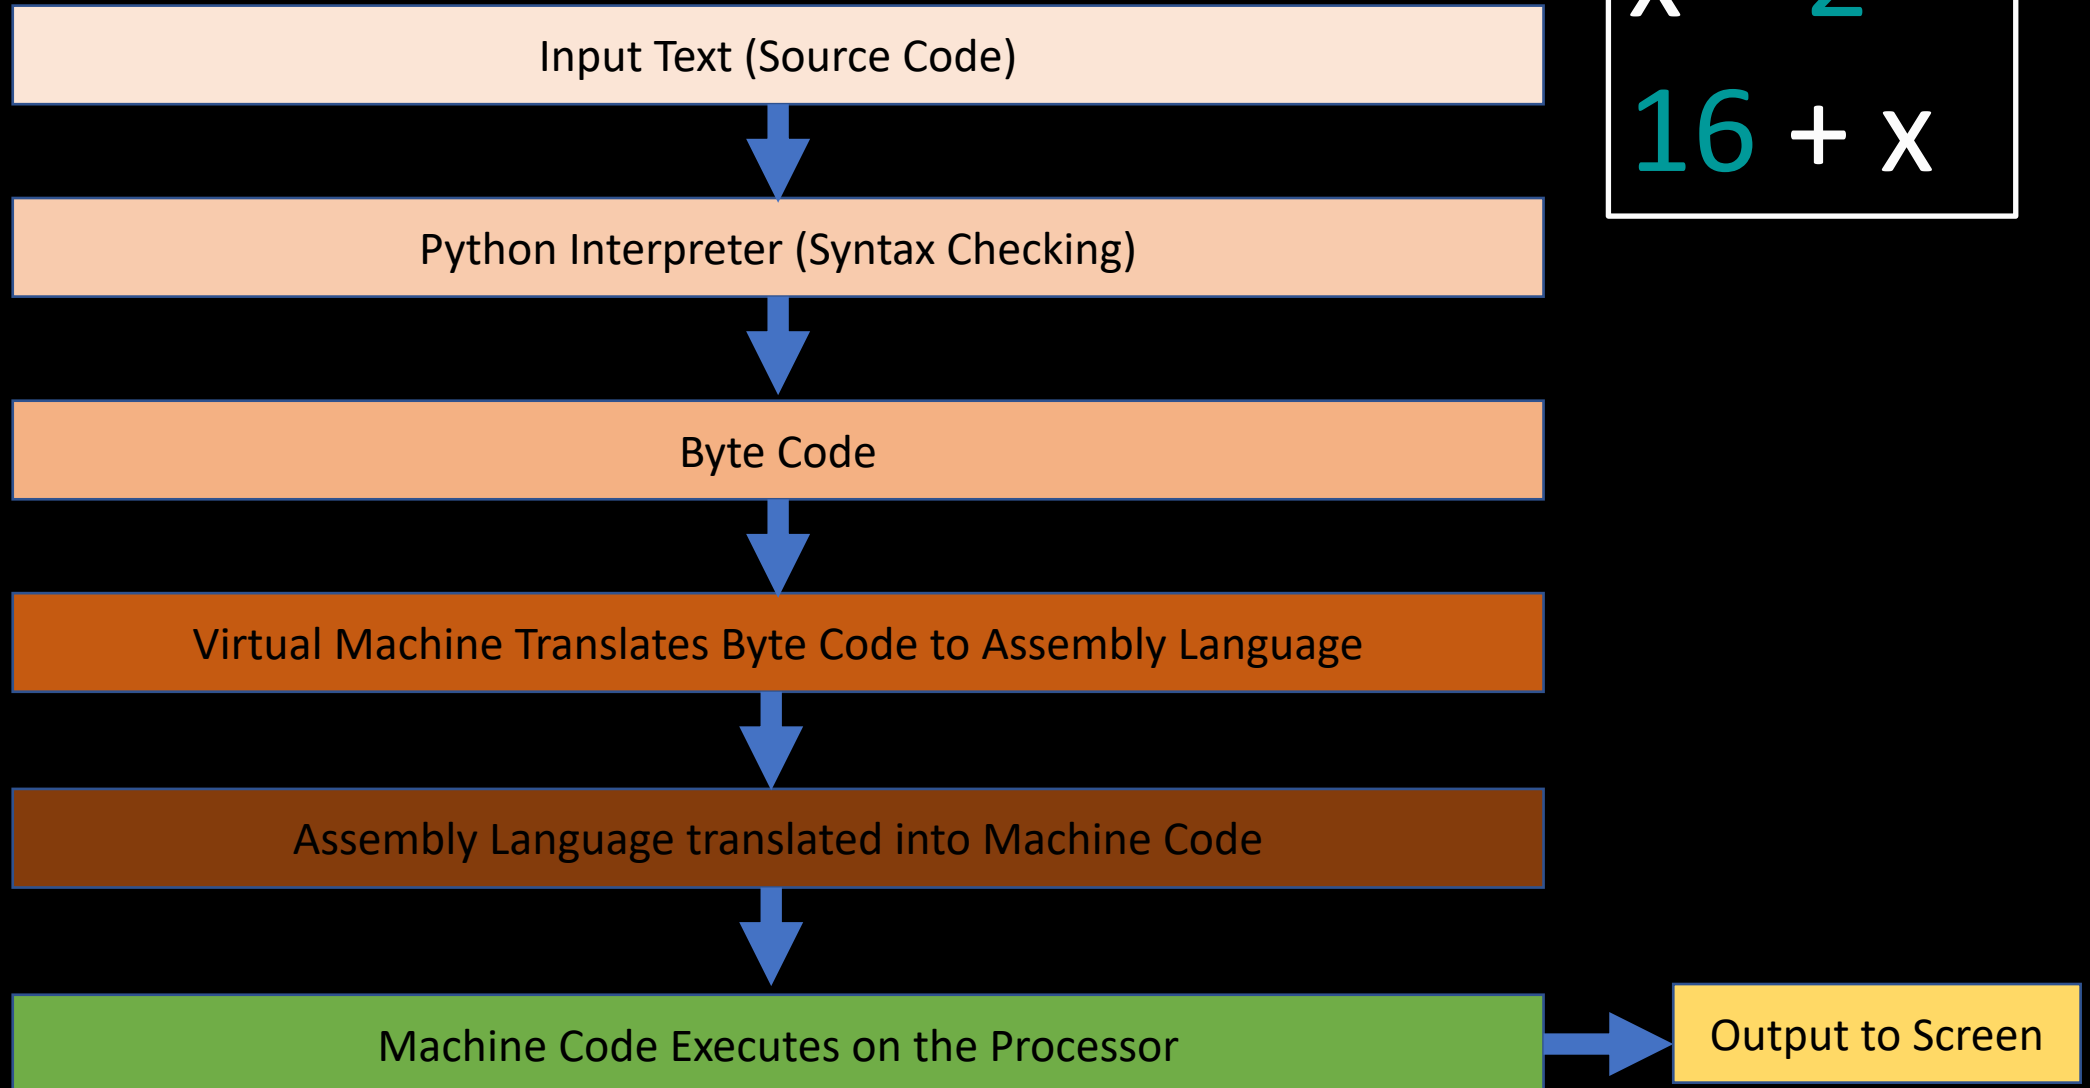 Input Text (Source Code)
16 + x
Python Interpreter (Syntax Checking)
Byte Code
Virtual Machine Translates Byte Code to Assembly Language
Assembly Language translated into Machine Code
Machine Code Executes on the Processor
Output to Screen